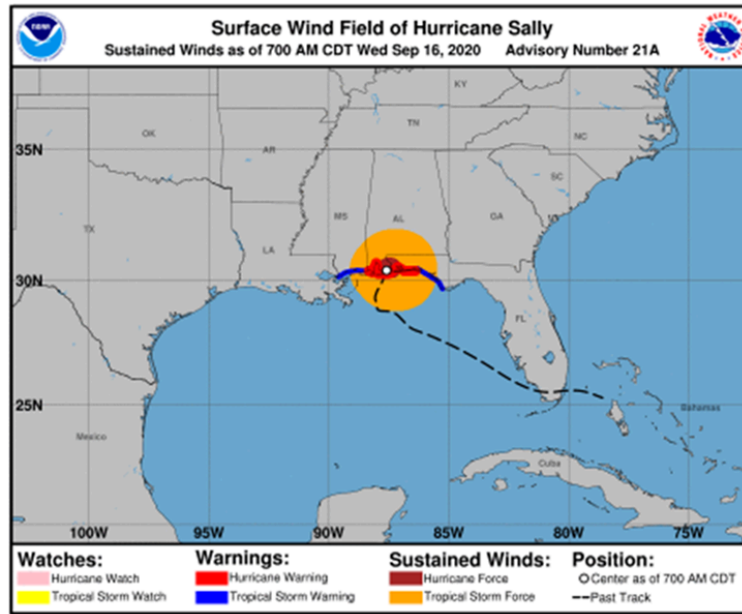 noaa
Surface Wind Field of Hurricane Sally
Sustained Winds as of 700 AM CDT Wed Sep 16, 2020 Advisory Number 21A
NATIONAL WEATHER
KY
35N
OK
TN
NC
AR
SC
MS
AL
GA
TX
LA
30N
FL
25N
Bahamas
Mexico
Cuba
100W 95W 90W 85W 80W 75W
Watches: Warnings: Sustained Winds: Position:
Hurricane Watch Hurricane Warning Hurricane Force Center as of 700 AM CDT
Tropical Storm Watch Tropical Storm Warning Tropical Storm Force Past Track